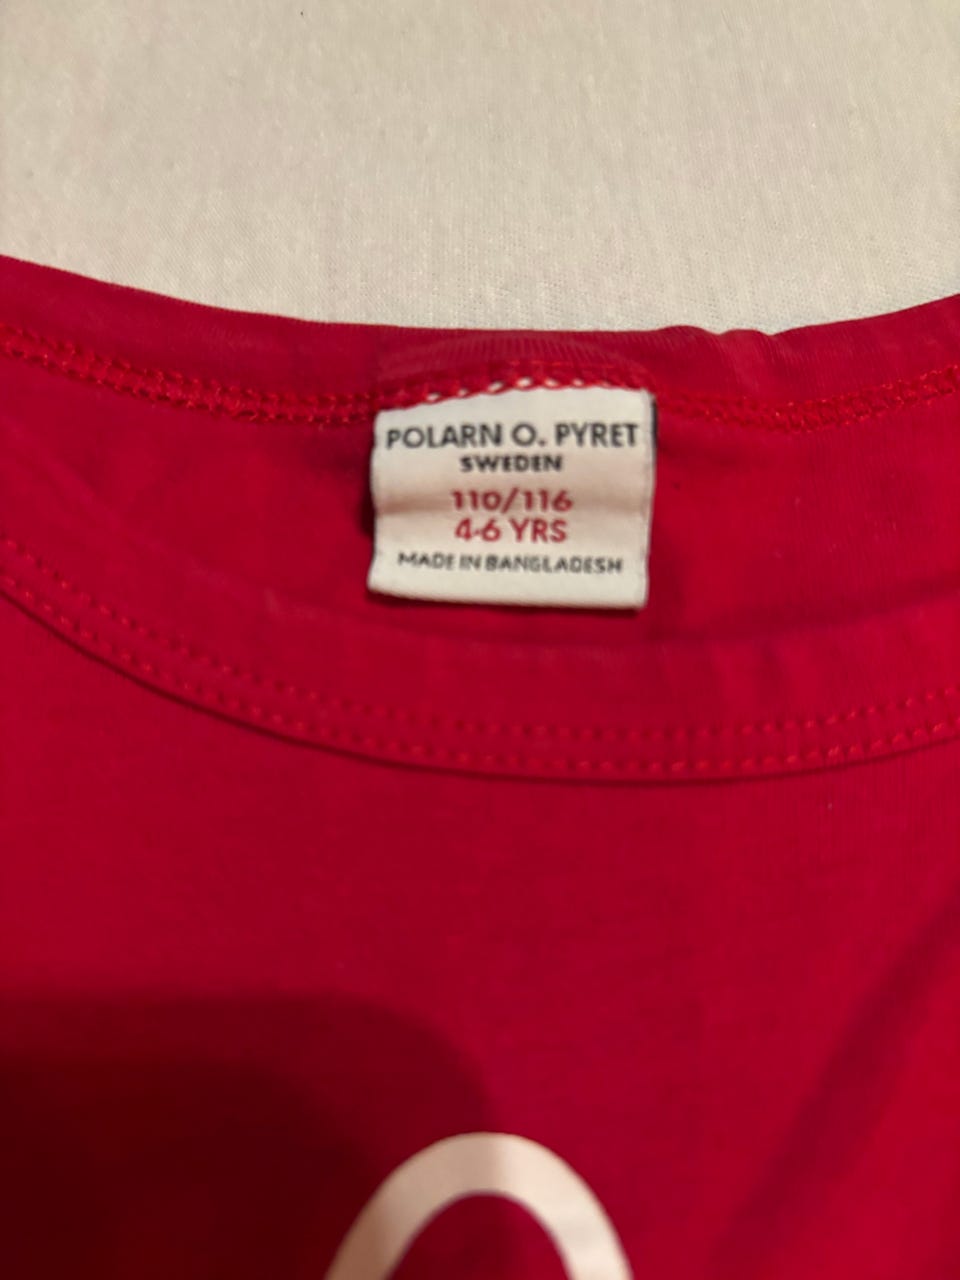 POLARN O. PYRET
SWEDEN
110/116
4-6 YRS
MADE IN BANGLADESH